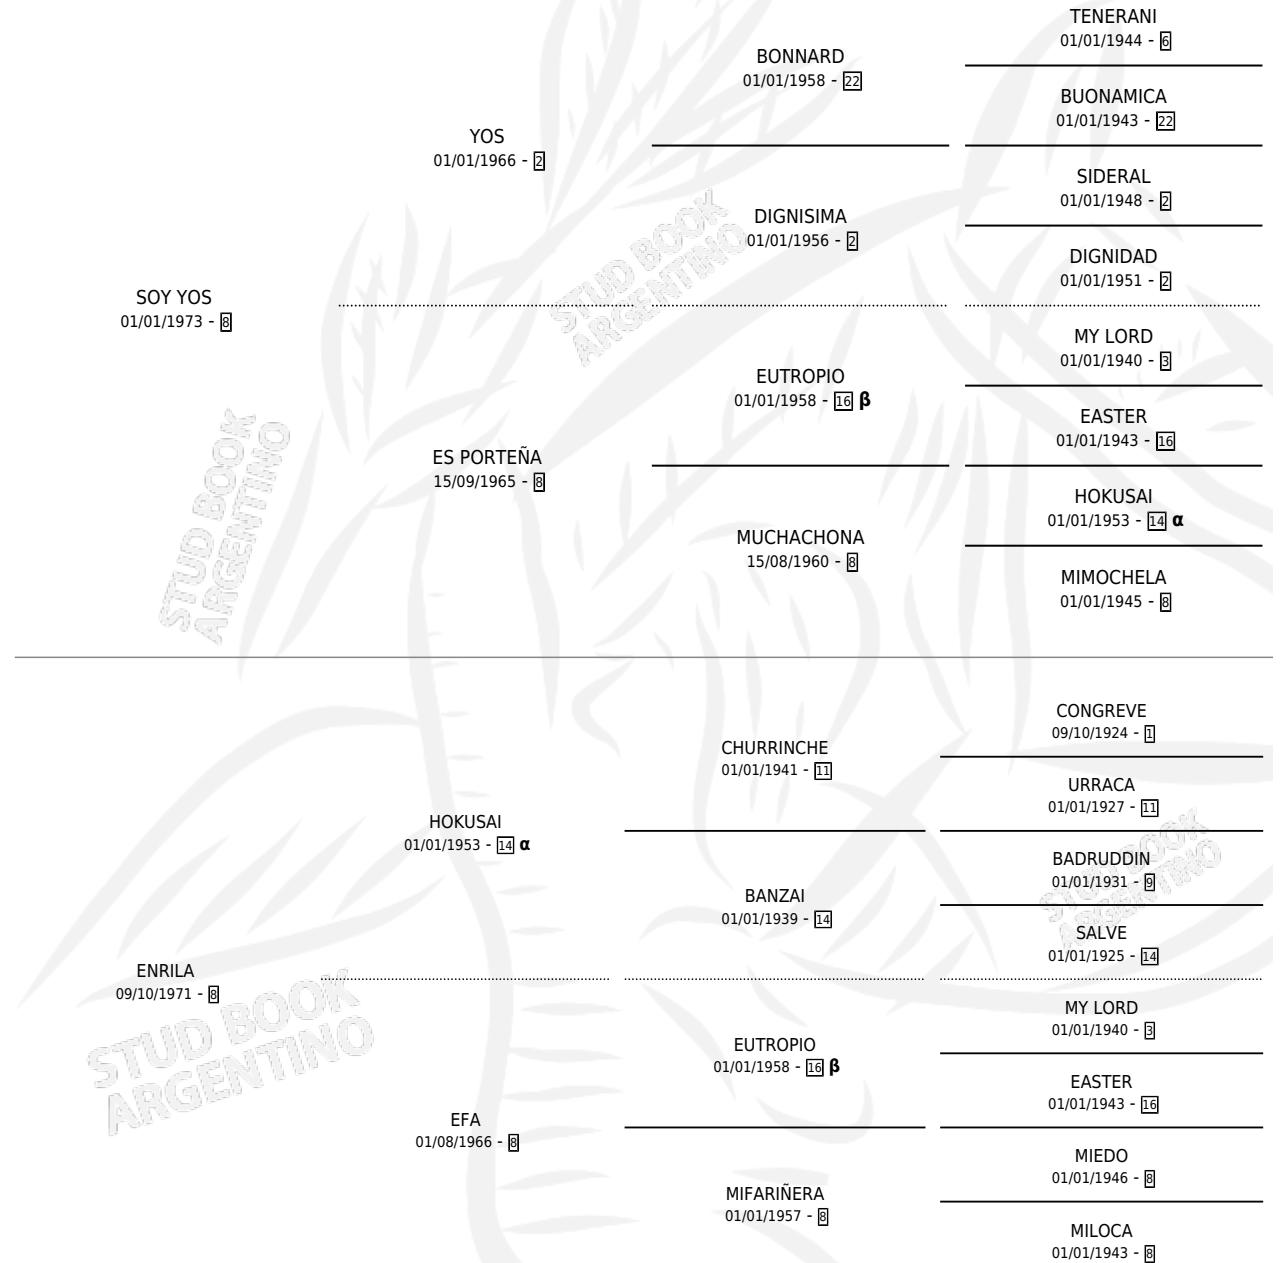 TENERANI
01/01/1944 - 6
BONNARD
01/01/1958 - 22
BUONAMICA
01/01/1943 - 22
YOS
01/01/1966 - 2
SIDERAL
01/01/1948 - 2
DIGNISIMA
01/01/1956 - 2
DIGNIDAD
01/01/1951 - 2
SOY YOS
01/01/1973 - 8
MY LORD
01/01/1940 - 3
EUTROPIO
01/01/1958 - 16 β
EASTER
01/01/1943 - 16
ES PORTEÑA
15/09/1965 - 8
HOKUSAI
01/01/1953 - 14 α
MUCHACHONA
15/08/1960 - 8
MIMOCHELA
01/01/1945 - 8
CONGREVE
09/10/1924 - 1
CHURRINCHE
01/01/1941 - 11
URRACA
01/01/1927 - 11
HOKUSAI
01/01/1953 - 14 α
BADRUDDIN
01/01/1931 - 9
BANZAI
01/01/1939 - 14
SALVE
01/01/1925 - 14
ENRILA
09/10/1971 - 8
MY LORD
01/01/1940 - 3
EUTROPIO
01/01/1958 - 16 β
EASTER
01/01/1943 - 16
EFA
01/08/1966 - 8
MIEDO
01/01/1946 - 8
MIFARIÑERA
01/01/1957 - 8
MILOCA
01/01/1943 - 8
STUD BOOK
ARGENTINO
STUD BOOK
ARGENTINO
STUD BOOK
ARGENTINO
STUD BOOK
ARGENTINO